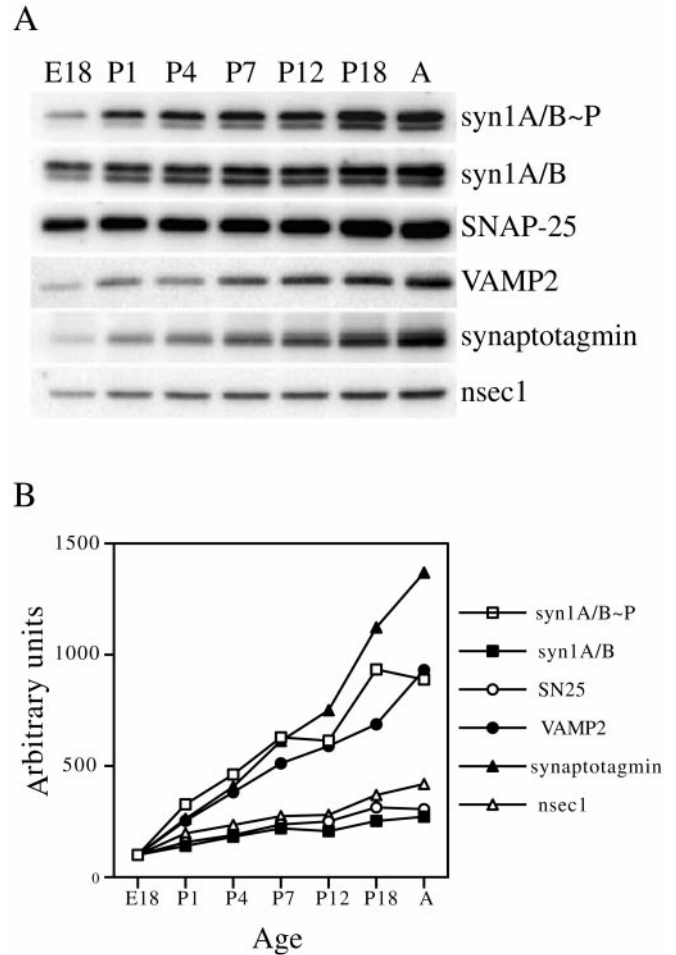 A
E18 P1 P4 P7 P12 P18 A
syn1A/B~P
syn1A/B
SNAP-25
VAMP2
synaptotagmin
nsec1
B
Arbitrary units
1500
1000
500
0
E18 P1 P4 P7 P12 P18 A
Age
syn1A/B~P
syn1A/B
SN25
VAMP2
synaptotagmin
nsec1